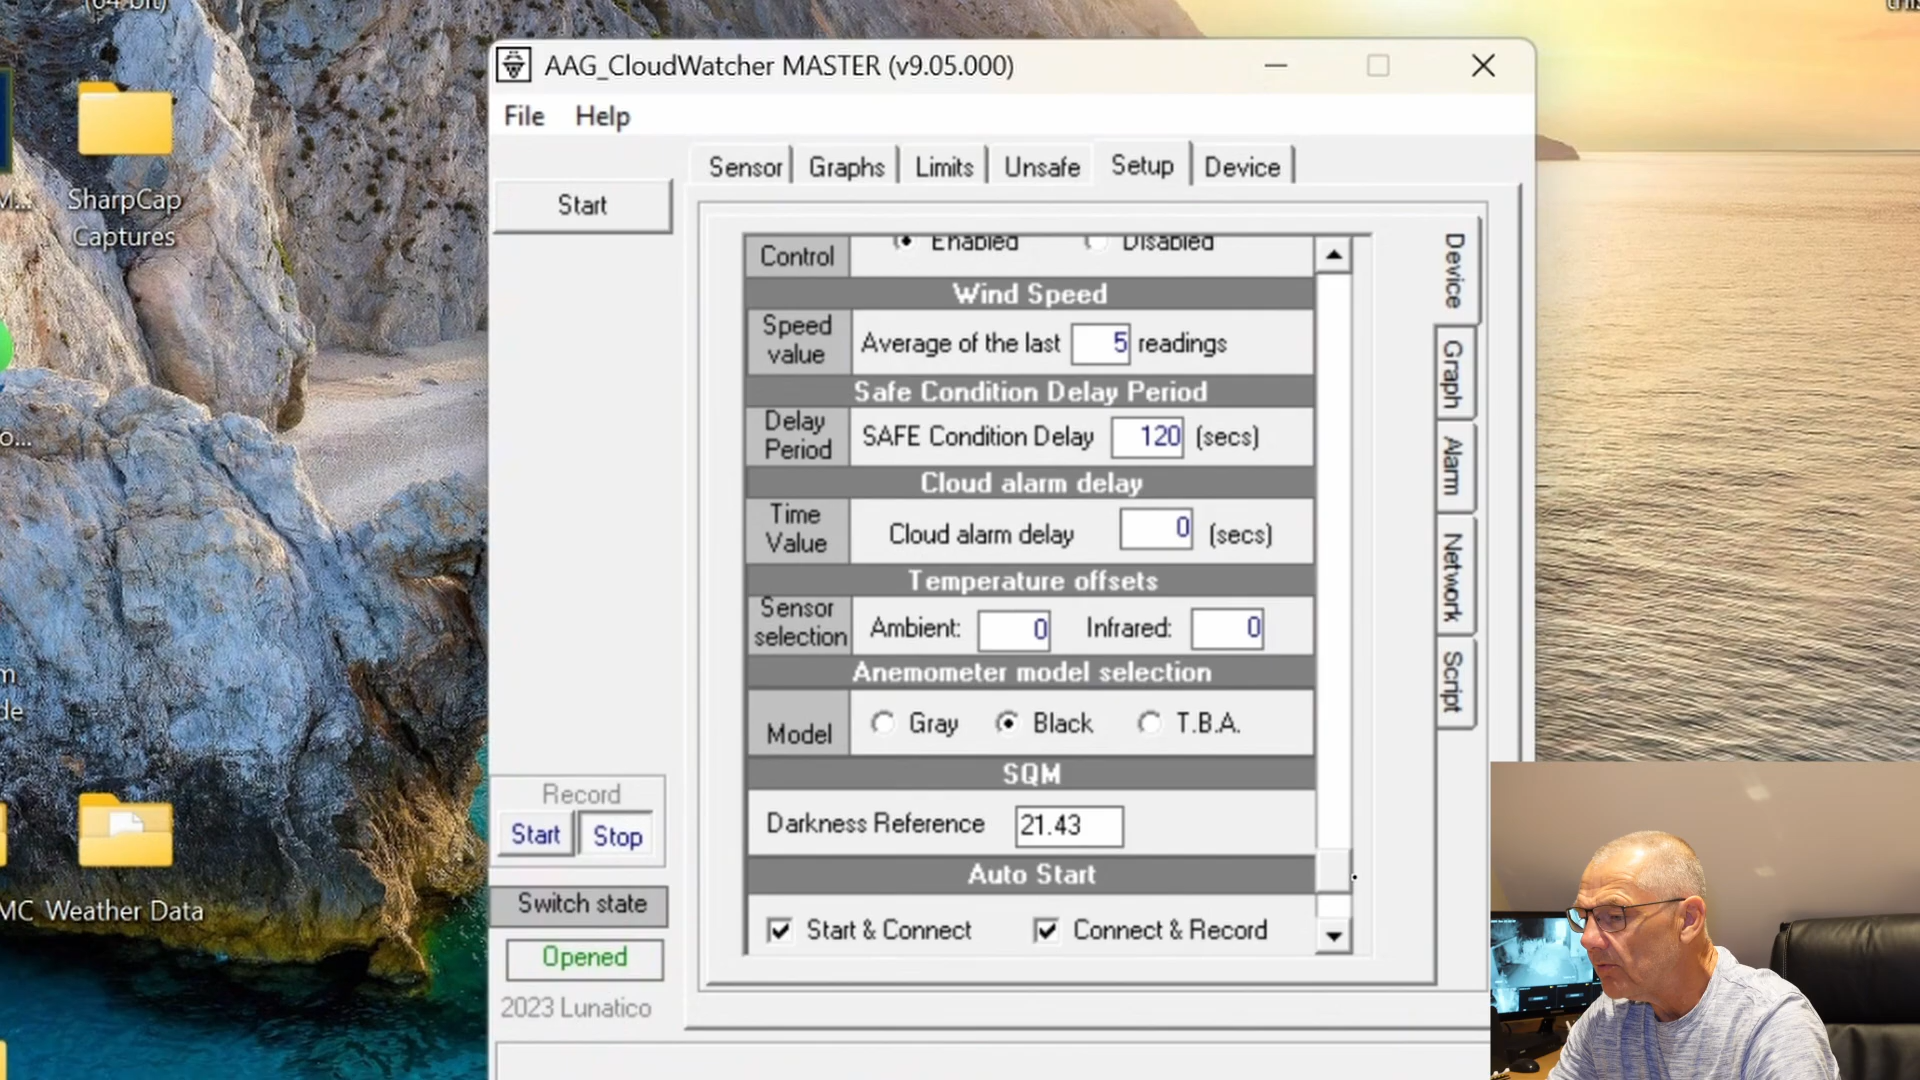 (64-bit)
this
AAG_CloudWatcher MASTER (v9.05.000)
File Help
Sensor Graphs Limits Unsafe Setup Device
Start
SharpCap
Captures
Control Enabled Disabled
Wind Speed
Speed
value
Average of the last 5 readings
Safe Condition Delay Period
Delay
Period
SAFE Condition Delay 120 (secs)
Cloud alarm delay
Time
Value
Cloud alarm delay 0 (secs)
Temperature offsets
Sensor
selection
Ambient: 0 Infrared: 0
Anemometer model selection
Model Gray Black T.B.A.
SQM
Darkness Reference 21.43
Auto Start
Start & Connect Connect & Record
Device
Graph
Alarm
Network
Script
Record
Start Stop
Switch state
Opened
2023 Lunatico
MC Weather Data